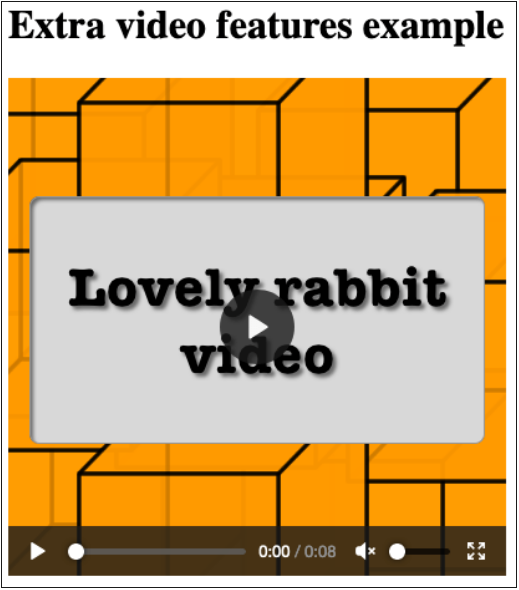 Extra video features example
Lovely rabbit
video
0:00 / 0:08